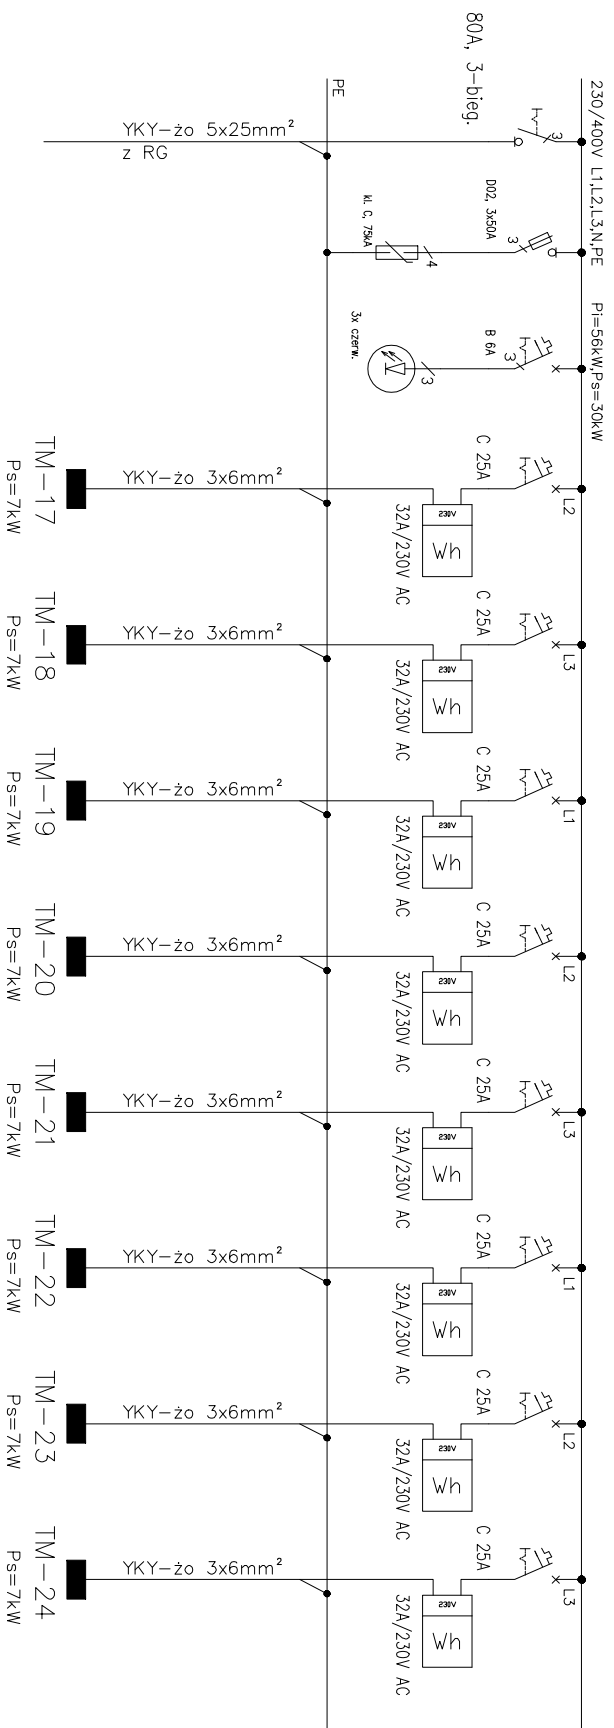 230/400V L1,L2,L3,N,PE
Pi=56kW,Ps=30kW
80A, 3-bieg.
3
PE
YKY-żo 5x25mm²
z RG
D02, 3x50A
3
kl. C, 75kA
4
B 6A
3
3x czerw.
3
L2
C 25A
230V
Wh
32A/230V AC
YKY-żo 3x6mm²
TM-17
Ps=7kW
L3
C 25A
230V
Wh
32A/230V AC
YKY-żo 3x6mm²
TM-18
Ps=7kW
L1
C 25A
230V
Wh
32A/230V AC
YKY-żo 3x6mm²
TM-19
Ps=7kW
L2
C 25A
230V
Wh
32A/230V AC
YKY-żo 3x6mm²
TM-20
Ps=7kW
L3
C 25A
230V
Wh
32A/230V AC
YKY-żo 3x6mm²
TM-21
Ps=7kW
L1
C 25A
230V
Wh
32A/230V AC
YKY-żo 3x6mm²
TM-22
Ps=7kW
L2
C 25A
230V
Wh
32A/230V AC
YKY-żo 3x6mm²
TM-23
Ps=7kW
L3
C 25A
230V
Wh
32A/230V AC
YKY-żo 3x6mm²
TM-24
Ps=7kW